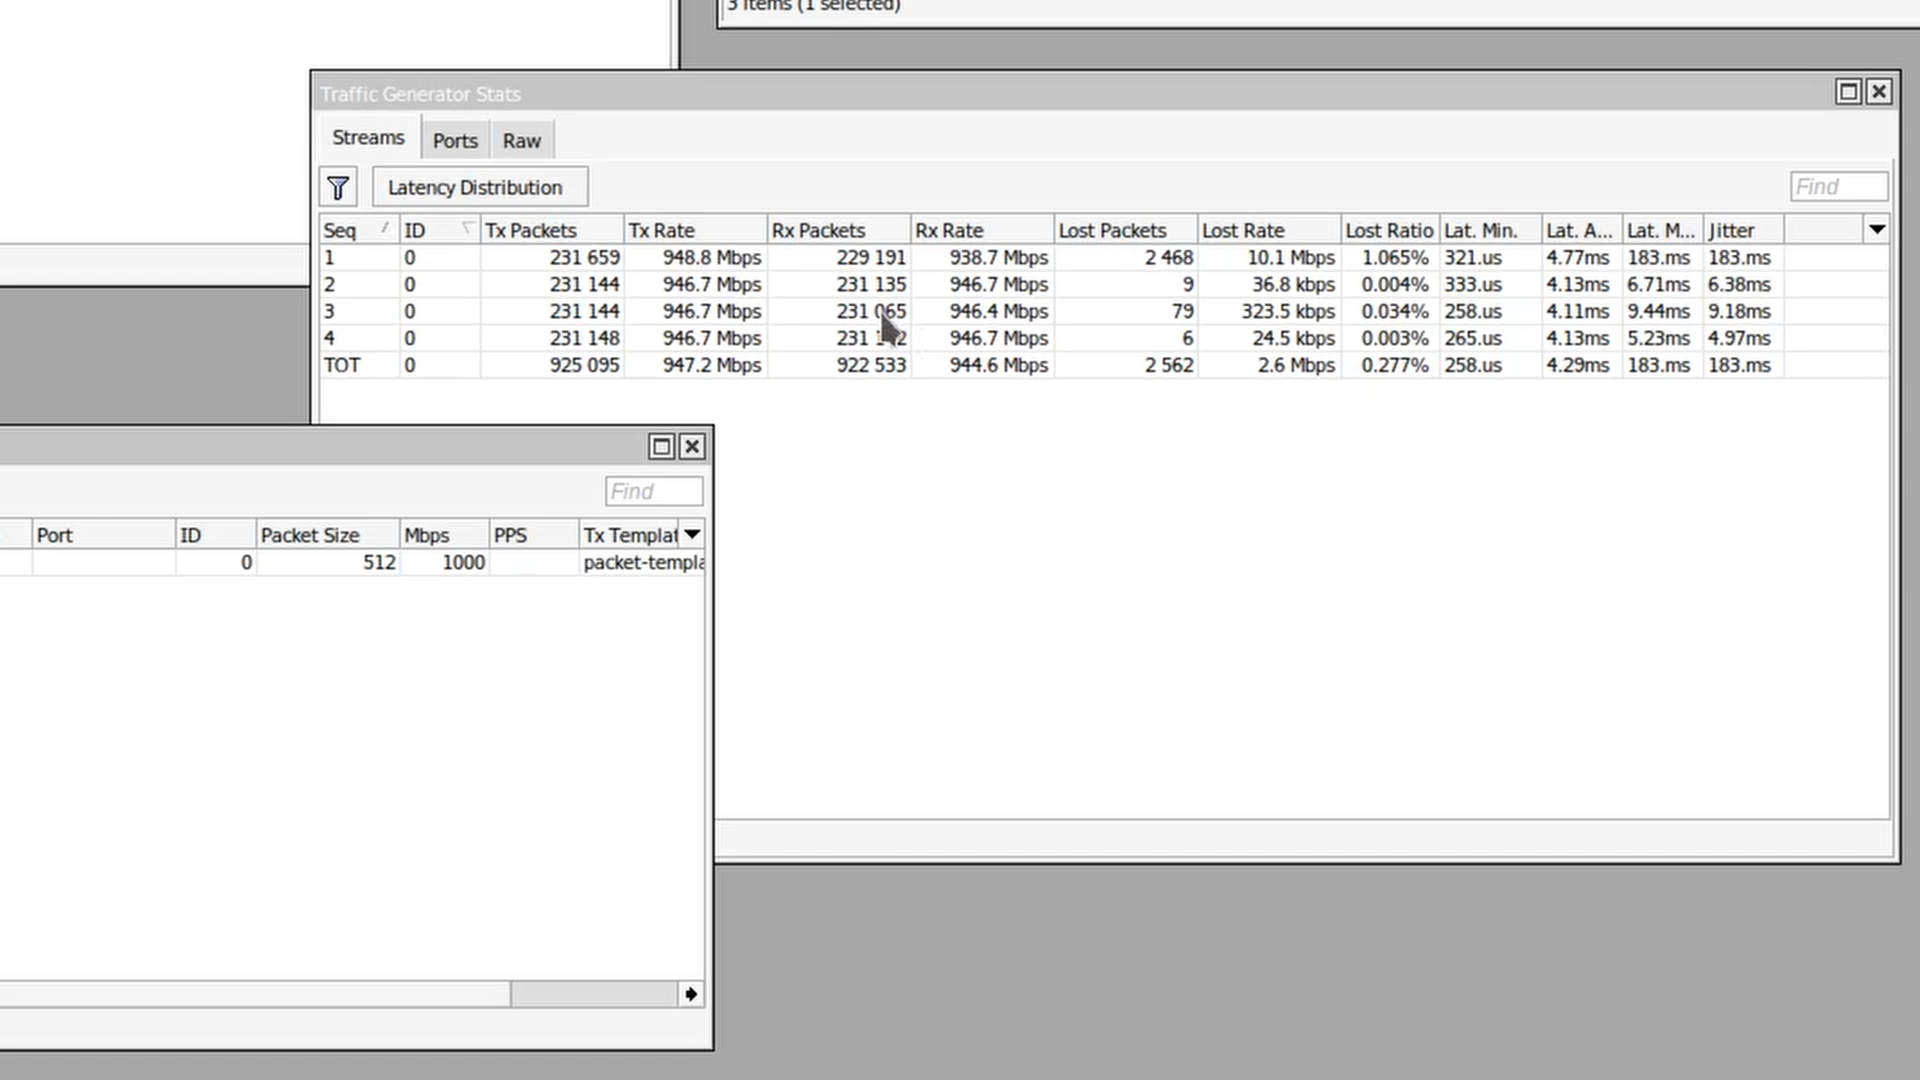 3 items (1 selected)
Traffic Generator Stats
Streams Ports Raw
Latency Distribution Find
Seq ID Tx Packets Tx Rate Rx Packets Rx Rate Lost Packets Lost Rate Lost Ratio Lat. Min. Lat. A... Lat. M... Jitter
1 0 231 659 948.8 Mbps 229 191 938.7 Mbps 2 468 10.1 Mbps 1.065% 321.us 4.77ms 183.ms 183.ms
2 0 231 144 946.7 Mbps 231 135 946.7 Mbps 9 36.8 kbps 0.004% 333.us 4.13ms 6.71ms 6.38ms
3 0 231 144 946.7 Mbps 231 065 946.4 Mbps 79 323.5 kbps 0.034% 258.us 4.11ms 9.44ms 9.18ms
4 0 231 148 946.7 Mbps 231 946.7 Mbps 6 24.5 kbps 0.003% 265.us 4.13ms 5.23ms 4.97ms
TOT 0 925 095 947.2 Mbps 922 533 944.6 Mbps 2 562 2.6 Mbps 0.277% 258.us 4.29ms 183.ms 183.ms
Find
Port ID Packet Size Mbps PPS Tx Templat
0 512 1000 packet-templa